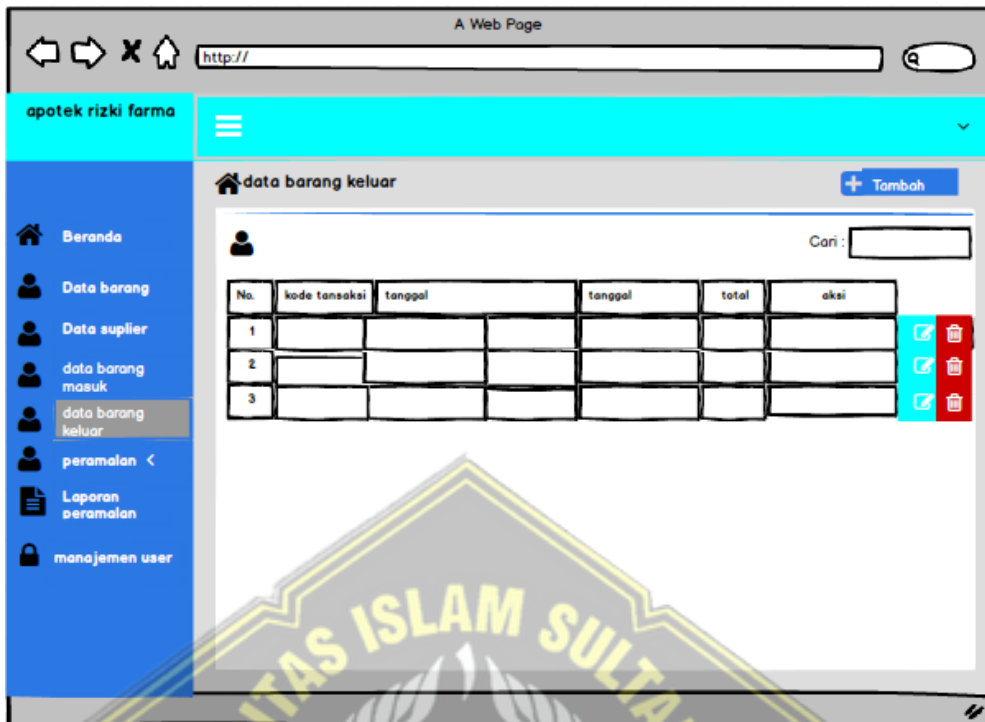 A Web Page
http://
apotek rizki farma
data barang keluar
Tambah
Beranda
Data barang
Data suplier
data barang
masuk
data barang
keluar
peramalan <
Laporan
peramalan
manajemen user
Cari :
No. kode tansaksi tanggal tanggal total aksi
1
2
3
TAS ISLAM SULTA